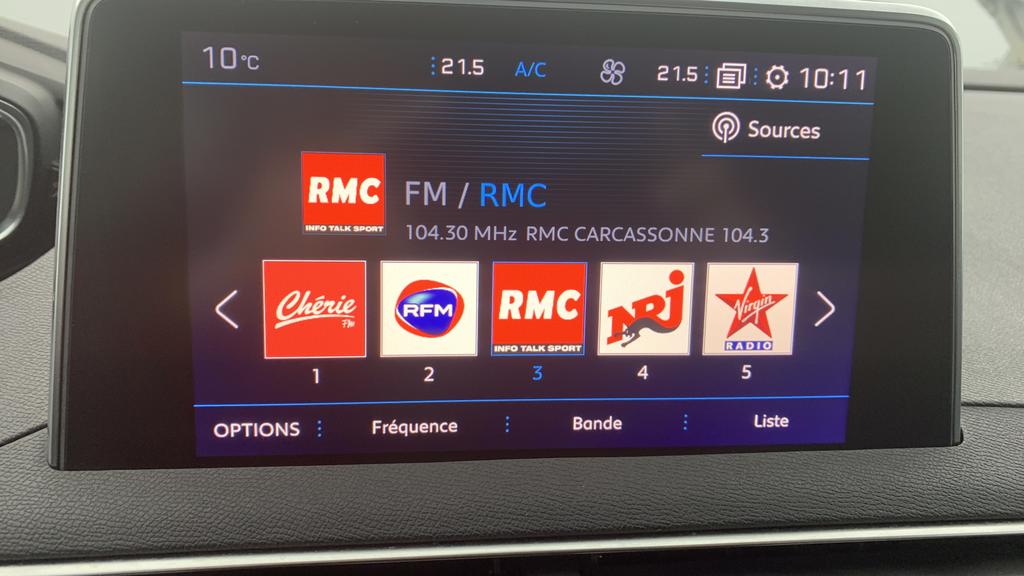 10°C 21.5 A/C 21.5 10:11
Sources
RMC
INFO TALK SPORT
FM / RMC
104.30 MHz RMC CARCASSONNE 104.3
Chérie FM
RFM
RMC
INFO TALK SPORT
NRJ
Virgin
RADIO
1 2 3 4 5
OPTIONS Fréquence Bande Liste